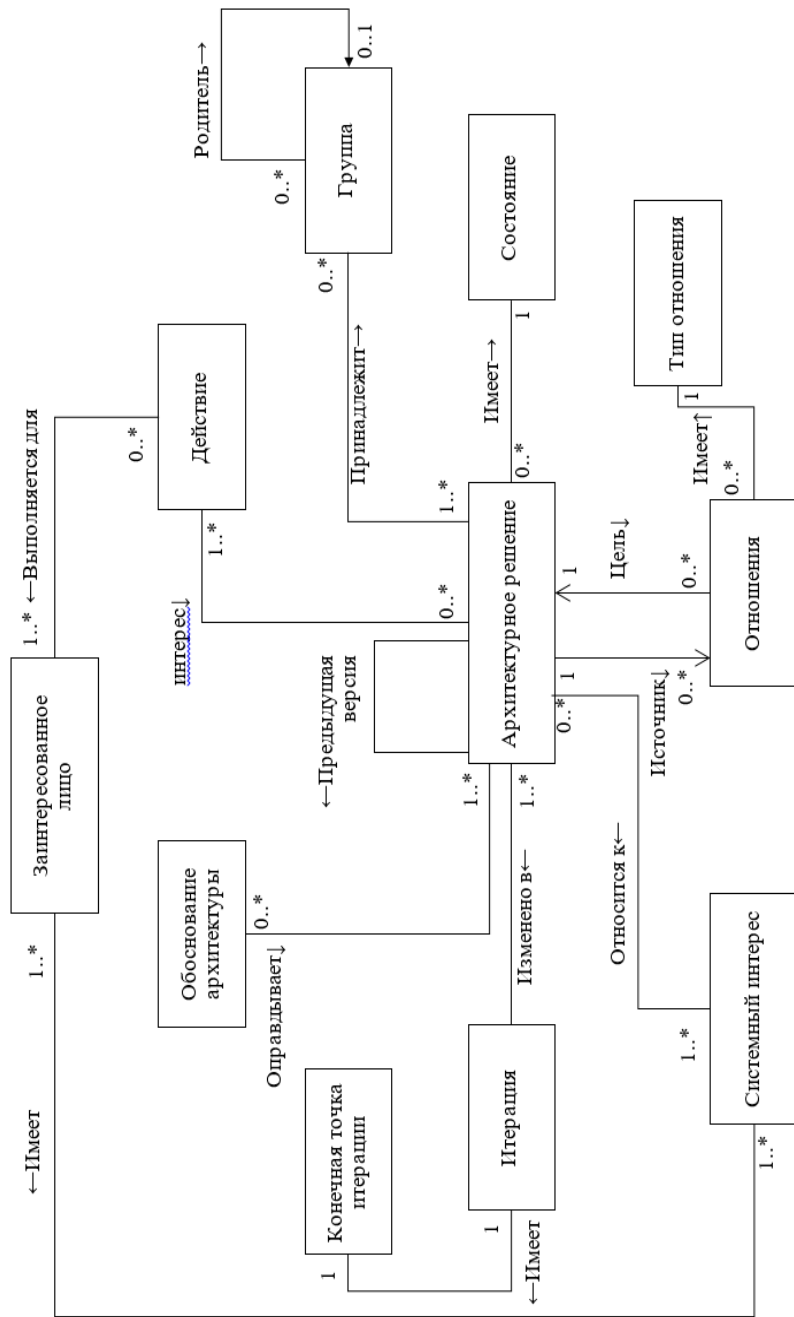 ←Имеет
1..*
Заинтересованное
лицо
1..*
←Выполняется для
0..*
Обоснование
архитектуры
интерес↓
Действие
1..*
Родитель→
0..*
Оправдывает↓
0..*
1
Конечная точка
итерации
←Предыдущая
версия
0..*
Группа
0..1
Принадлежит→
0..*
1..*
1..*
1
Имеет→
Итерация
Архитектурное решение
Состояние
Изменено в←
1..*
0..*
1
←Имеет
0..*
1
1
Относится к←
Цель↓
Источник↓
1..*
0..*
0..*
1
Тип отношения
Имеет↑
0..*
Системный интерес
Отношения
1..*